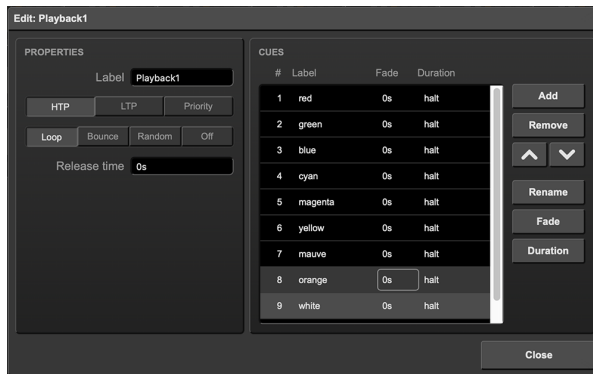 Edit: Playback1
PROPERTIES
Label Playback1
HTP LTP Priority
Loop Bounce Random Off
Release time 0s
CUES
# Label Fade Duration
1 red 0s halt
2 green 0s halt
3 blue 0s halt
4 cyan 0s halt
5 magenta 0s halt
6 yellow 0s halt
7 mauve 0s halt
8 orange 0s halt
9 white 0s halt
Add
Remove
Rename
Fade
Duration
Close